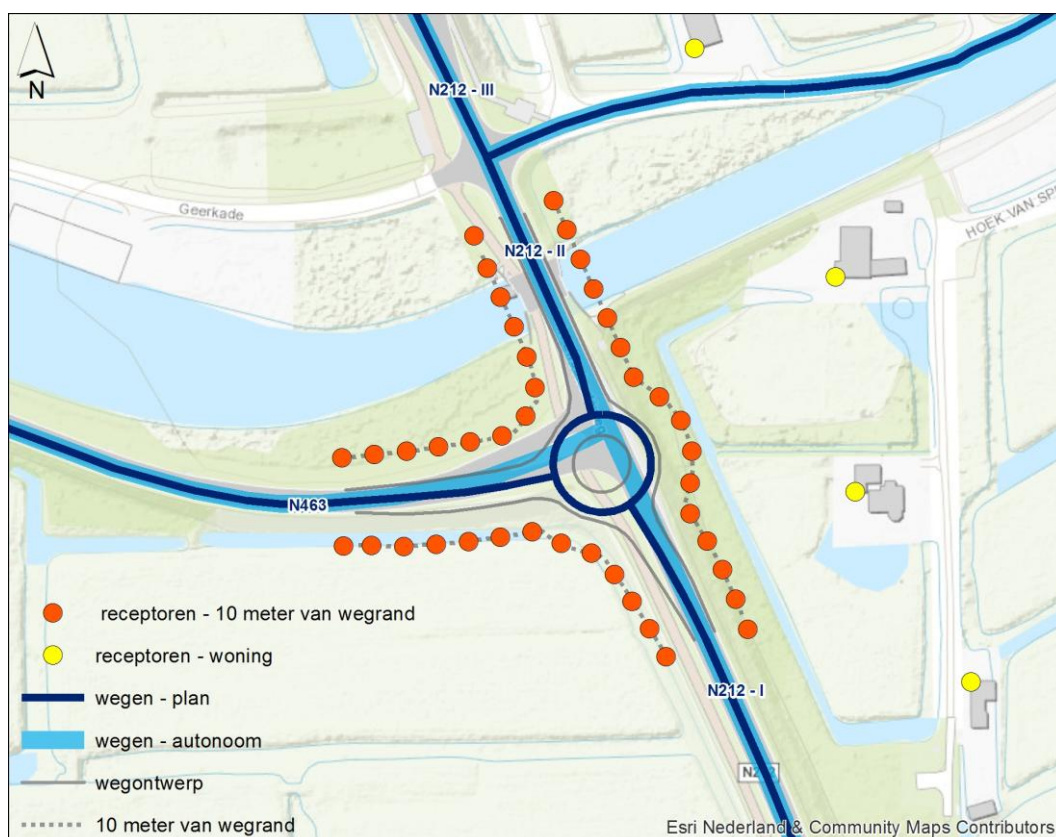 N
N212 - III
Geerkade
N212 - II
HOEK VAN SP
N463
N212 - I
receptoren - 10 meter van wegrand
receptoren - woning
wegen - plan
wegen - autonoom
wegontwerp
10 meter van wegrand
Esri Nederland & Community Maps Contributors